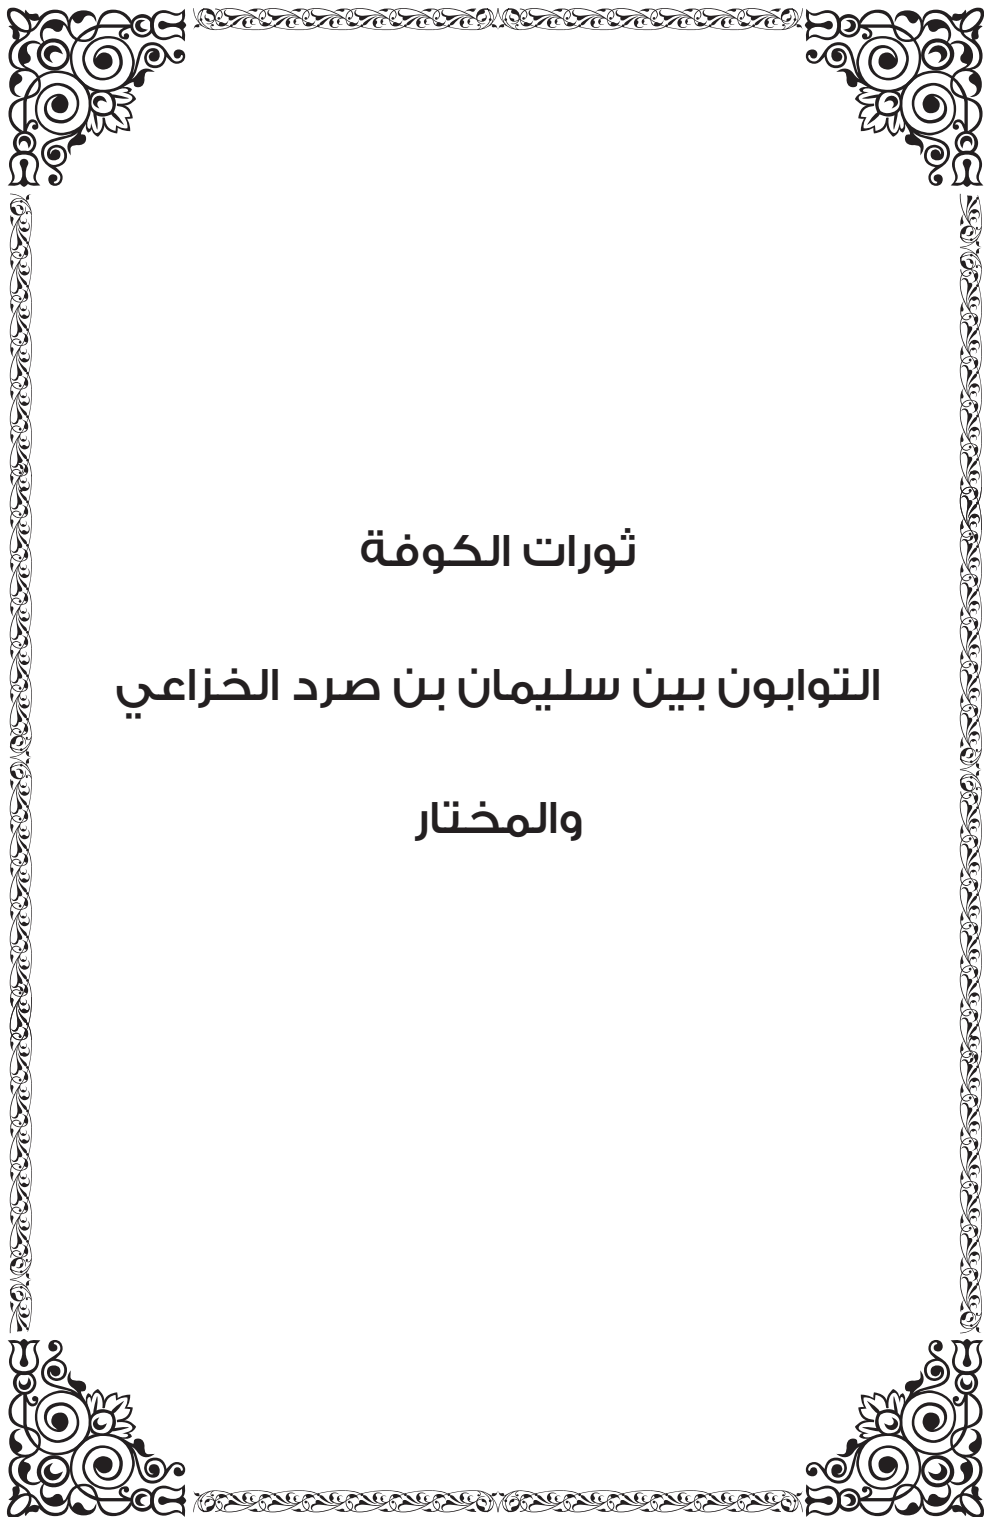 ثورات الكوفة
التوابون بين سليمان بن صرد الخزاعي
والمختار